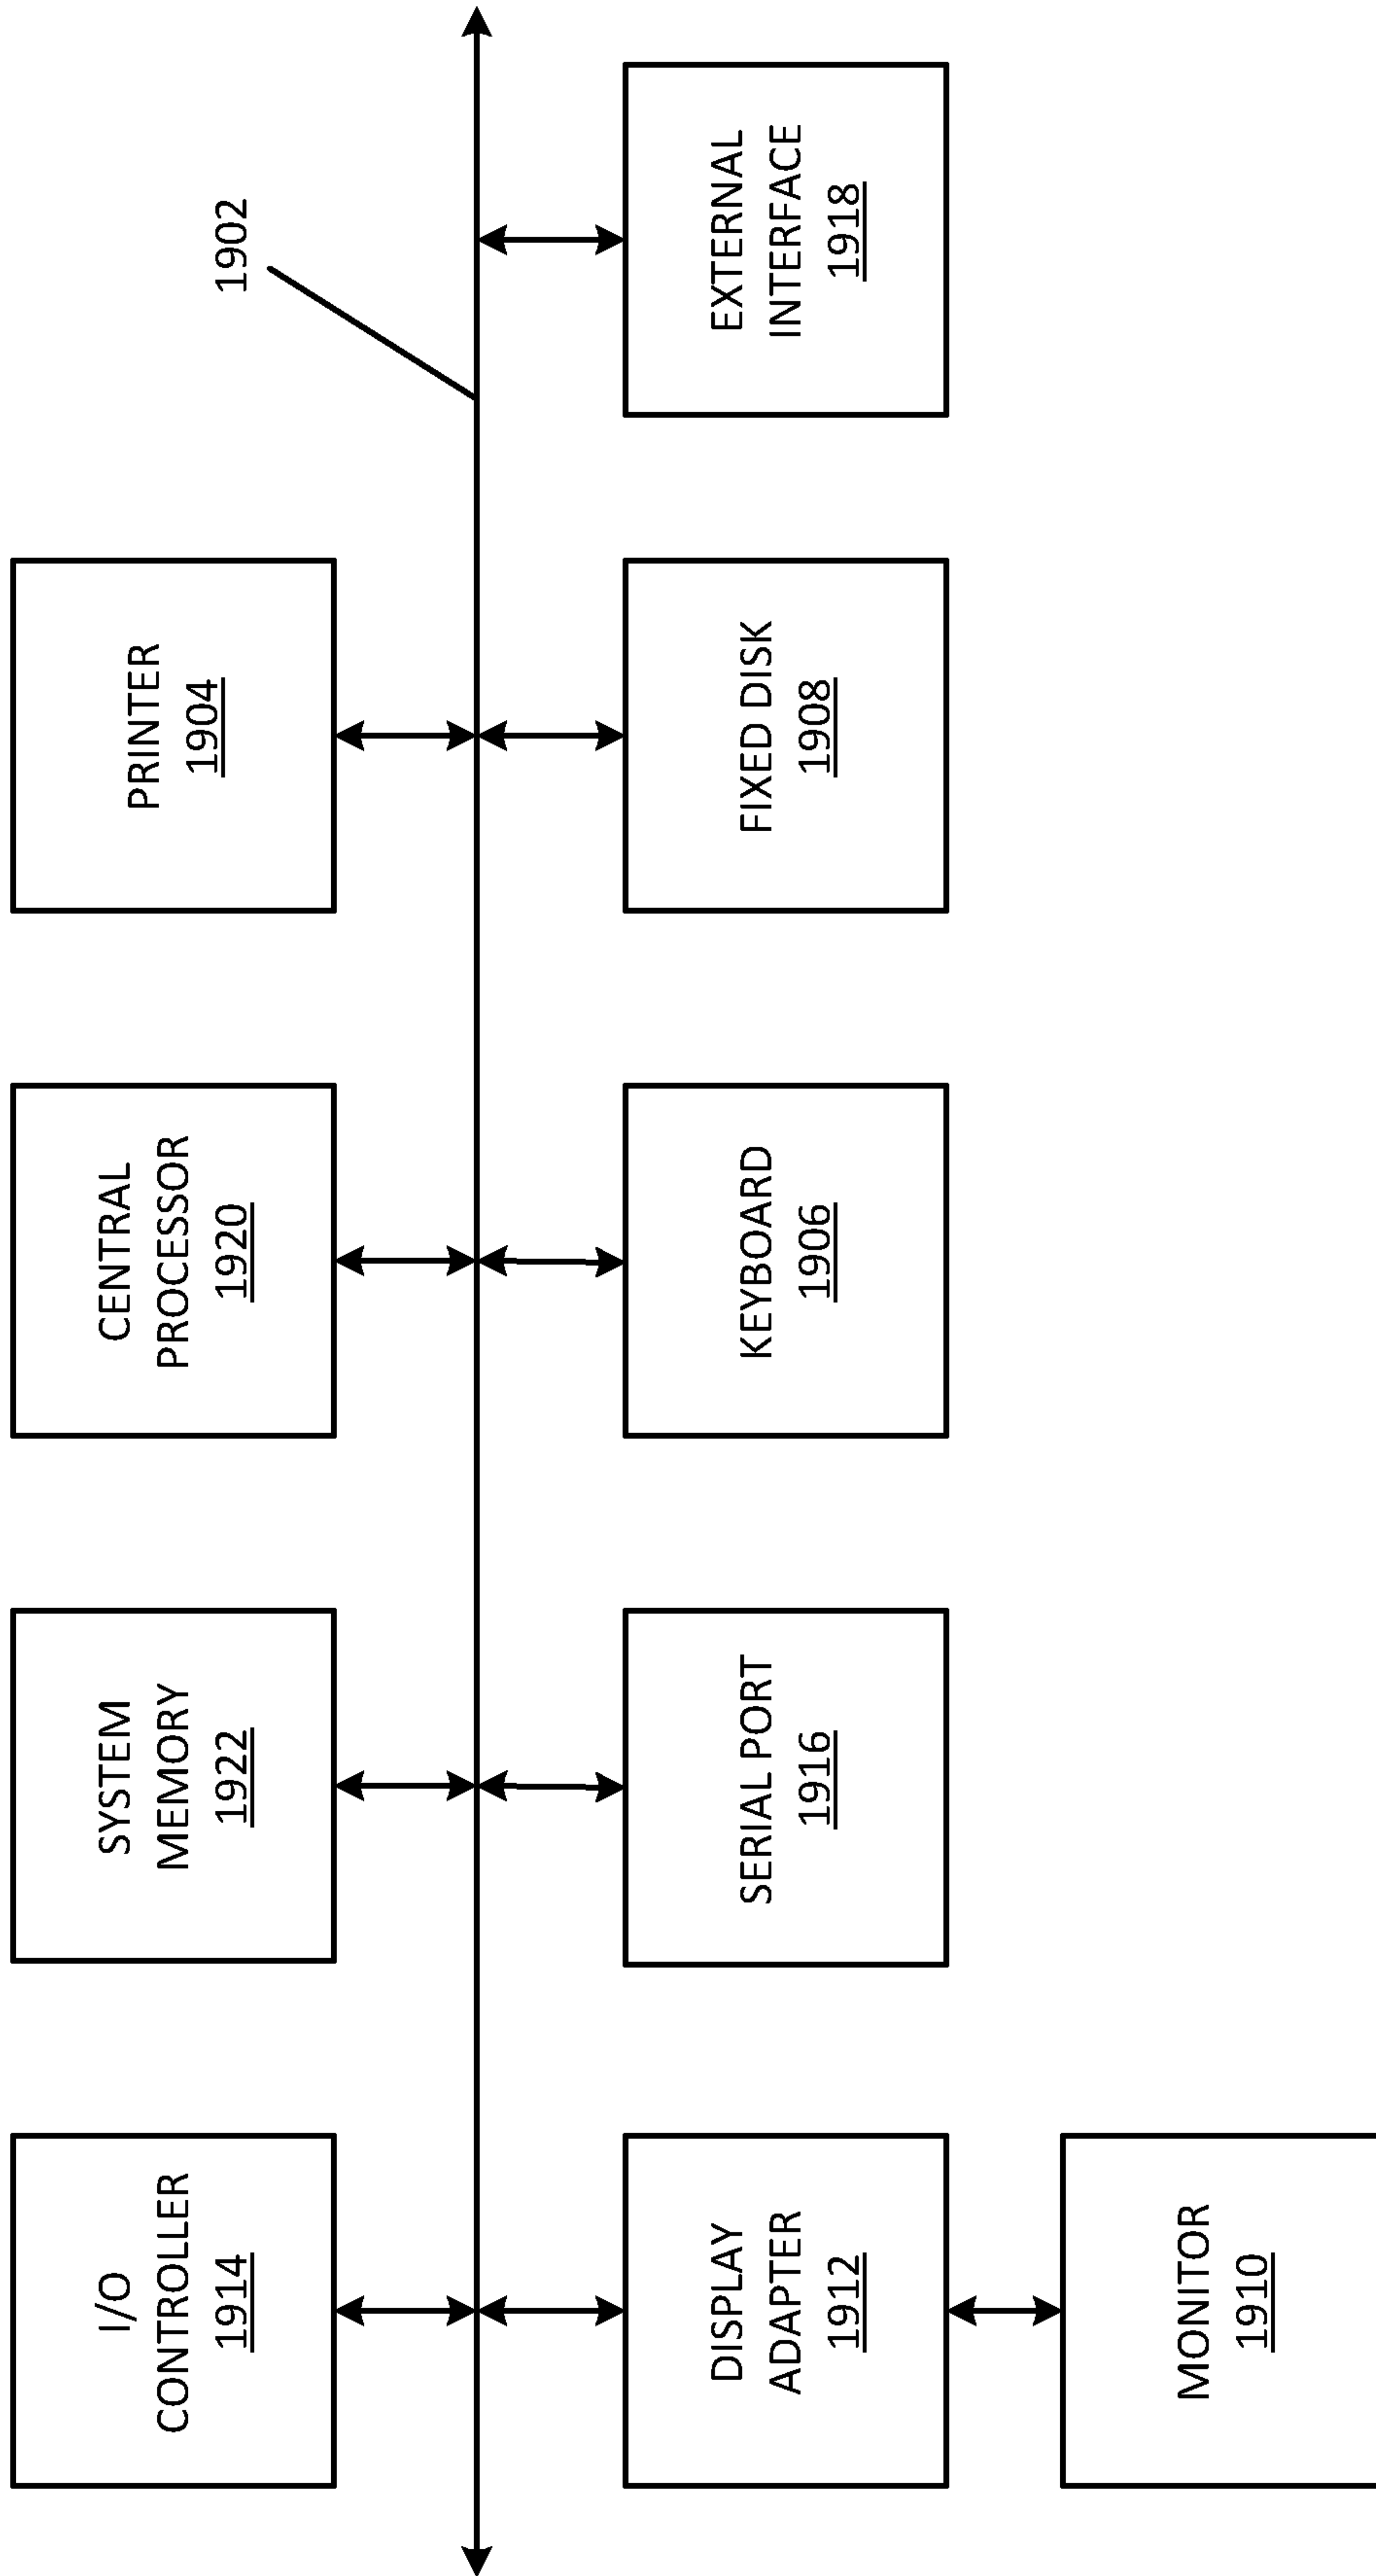 I/O
CONTROLLER
1914
SYSTEM
MEMORY
1922
CENTRAL
PROCESSOR
1920
PRINTER
1904
1902
DISPLAY
ADAPTER
1912
SERIAL PORT
1916
KEYBOARD
1906
FIXED DISK
1908
EXTERNAL
INTERFACE
1918
MONITOR
1910